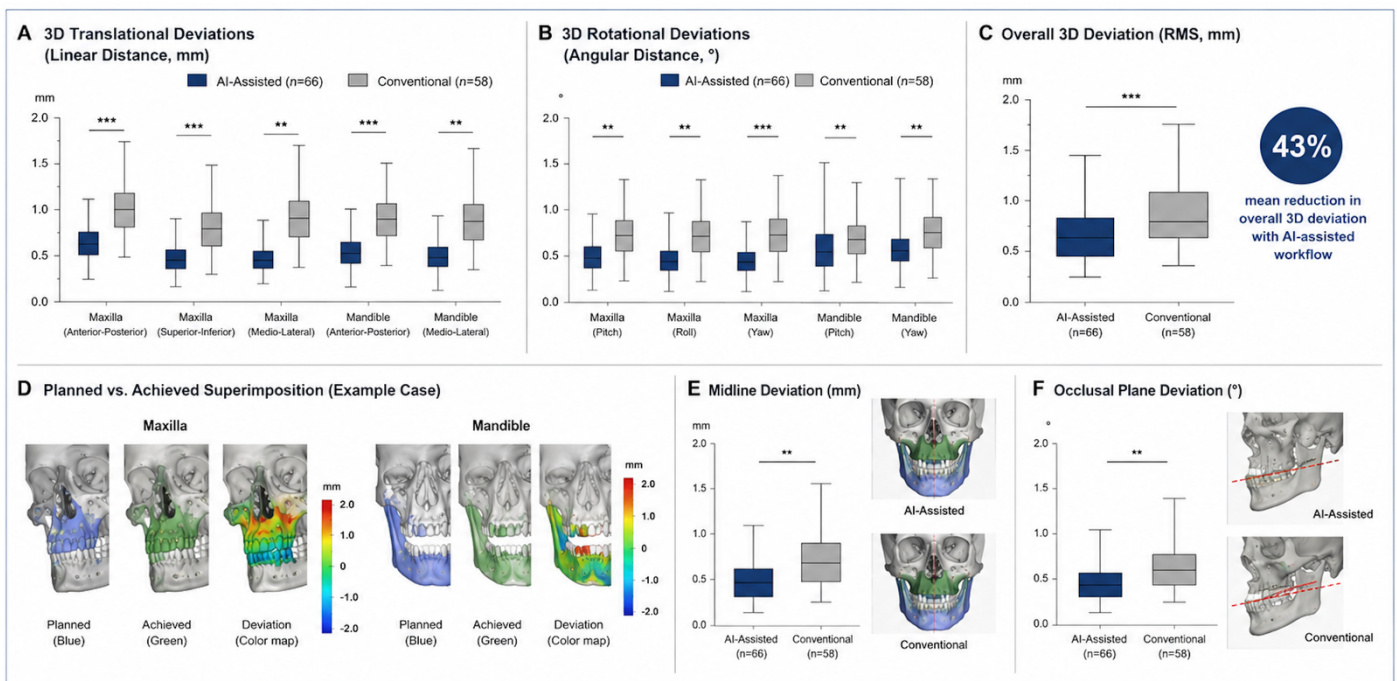 A 3D Translational Deviations
(Linear Distance, mm)
AI-Assisted (n=66) Conventional (n=58)
mm
2.0
1.5
1.0
0.5
0.0
*** *** ** *** **
Maxilla Maxilla Maxilla Mandible Mandible
(Anterior-Posterior) (Superior-Inferior) (Medio-Lateral) (Anterior-Posterior) (Medio-Lateral)
B 3D Rotational Deviations
(Angular Distance, °)
AI-Assisted (n=66) Conventional (n=58)
°
2.0
1.5
1.0
0.5
0.0
** ** *** ** **
Maxilla Maxilla Maxilla Mandible Mandible
(Pitch) (Roll) (Yaw) (Pitch) (Yaw)
C Overall 3D Deviation (RMS, mm)
mm
2.0
1.5
1.0
0.5
0.0
***
AI-Assisted Conventional
(n=66) (n=58)
43%
mean reduction in
overall 3D deviation
with AI-assisted
workflow
D Planned vs. Achieved Superimposition (Example Case)
Maxilla
mm
2.0
1.0
0
-1.0
-2.0
Planned Achieved Deviation
(Blue) (Green) (Color map)
Mandible
mm
2.0
1.0
0
-1.0
-2.0
Planned Achieved Deviation
(Blue) (Green) (Color map)
E Midline Deviation (mm)
mm
2.0
1.5
1.0
0.5
0.0
**
AI-Assisted Conventional
(n=66) (n=58)
AI-Assisted
Conventional
F Occlusal Plane Deviation (°)
°
2.0
1.5
1.0
0.5
0.0
**
AI-Assisted Conventional
(n=66) (n=58)
AI-Assisted
Conventional